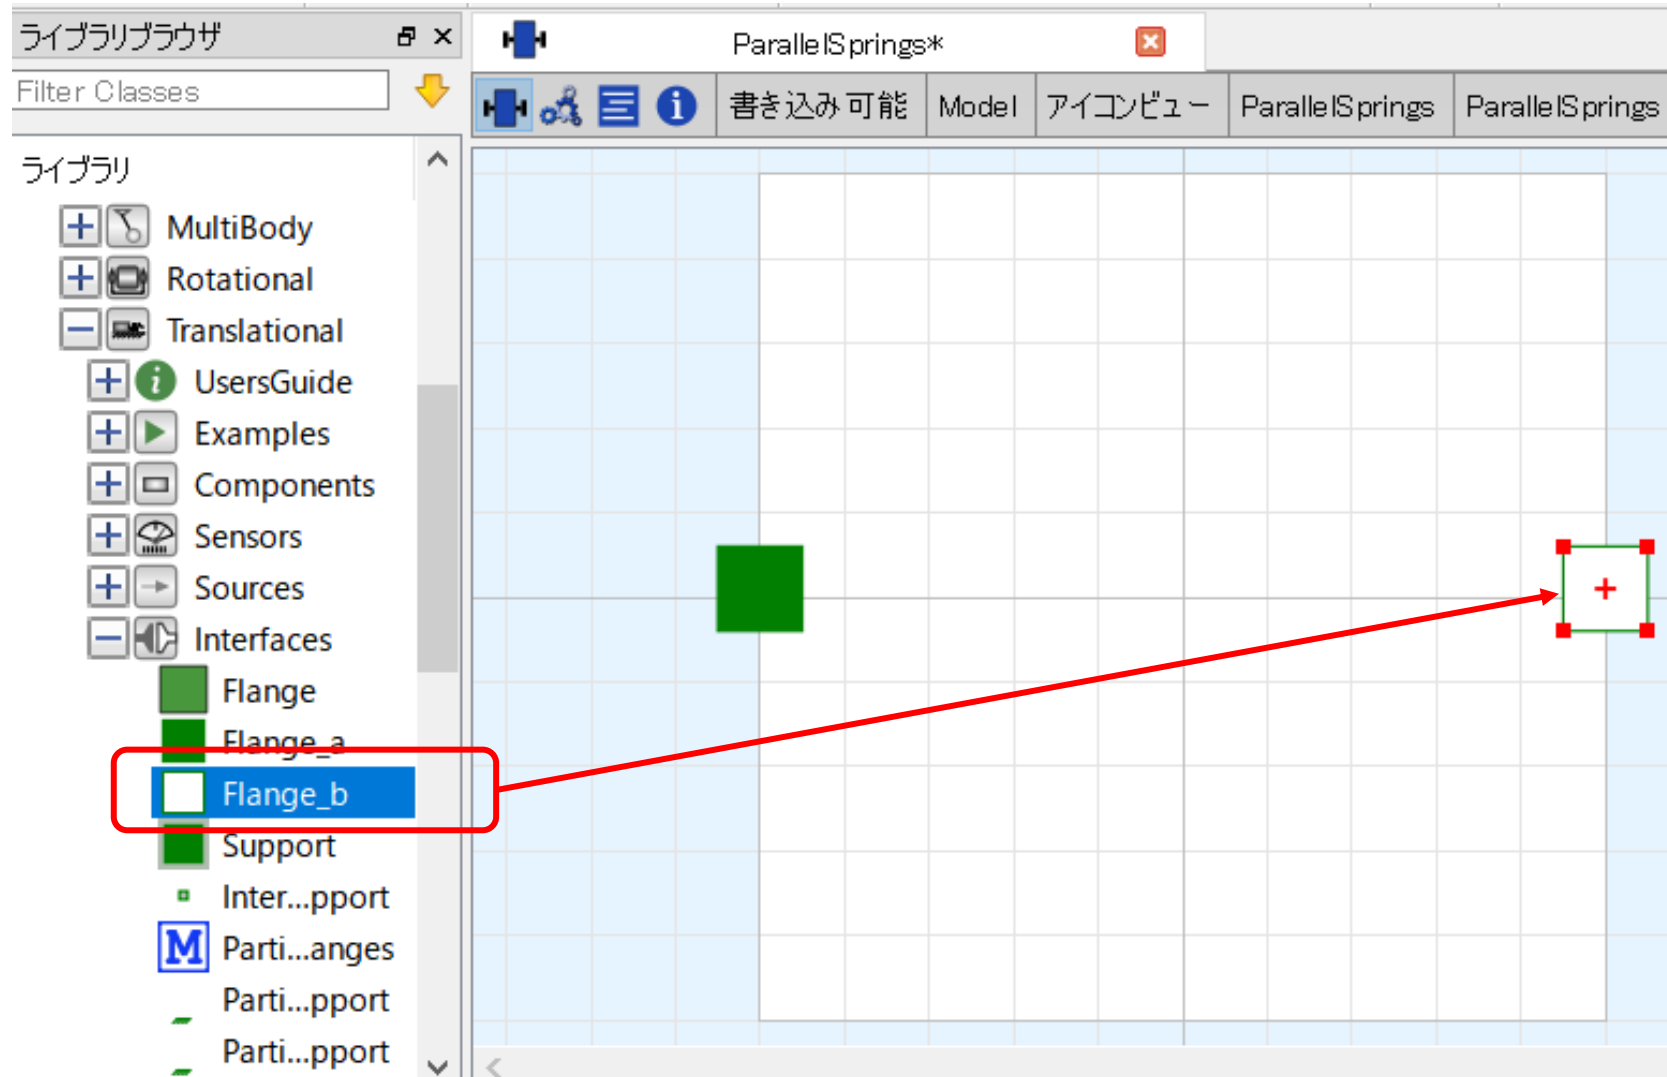 ライブラリブラウザ
Filter Classes
ライブラリ
MultiBody
Rotational
Translational
UsersGuide
Examples
Components
Sensors
Sources
Interfaces
Flange
Flange_a
Flange_b
Support
Inter...pport
Parti...anges
Parti...pport
Parti...pport
ParallelSprings*
書き込み可能
Model
アイコンビュー
ParallelSprings
ParallelSprings